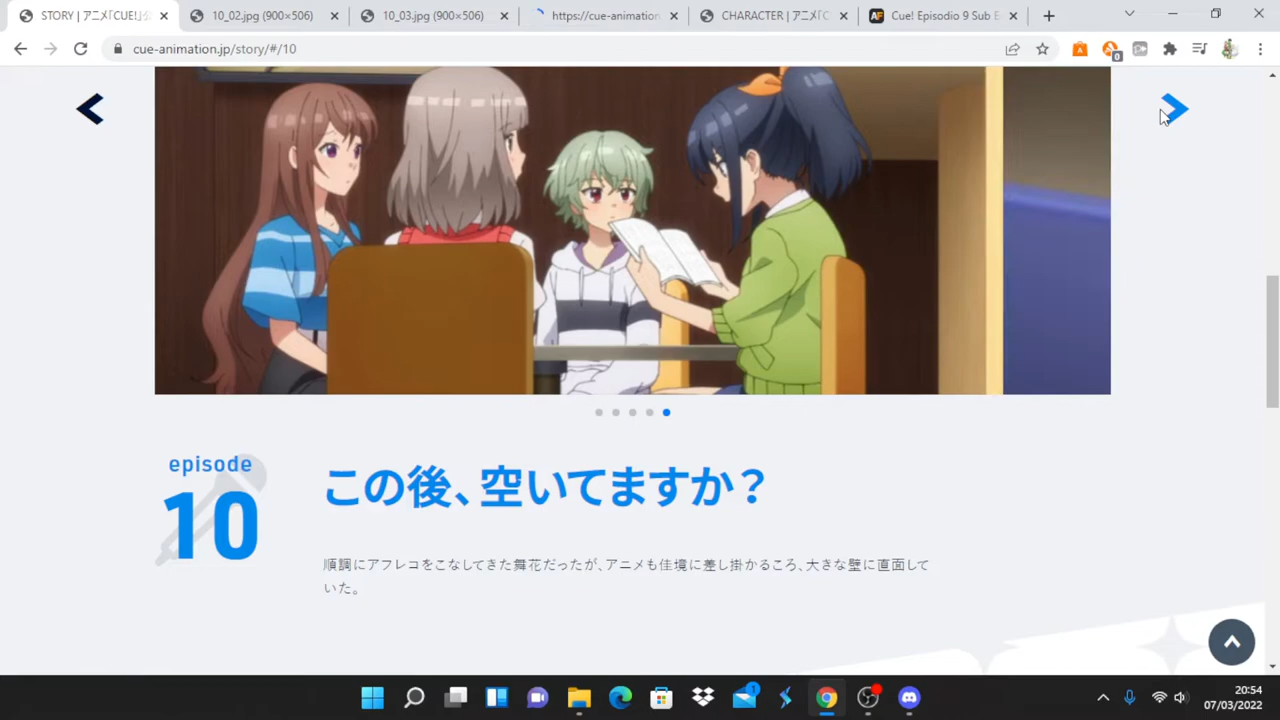 STORY | アニメ「CUE!」公
10_02.jpg (900×506)
10_03.jpg (900×506)
https://cue-animation
CHARACTER | アニメ「C
Cue! Episodio 9 Sub E
cue-animation.jp/story/#/10
0
episode
10
この後、空いてますか？
順調にアフレコをこなしてきた舞花だったが、アニメも佳境に差し掛かるころ、大きな壁に直面して
いた。
1
20:54
07/03/2022